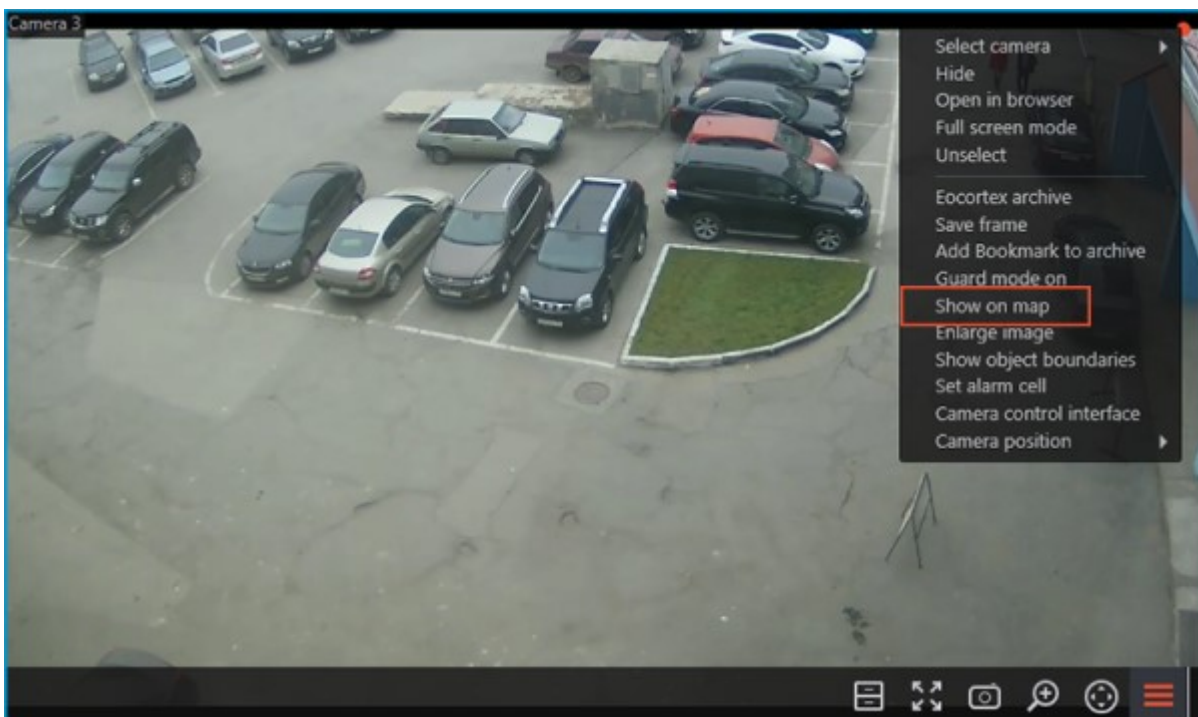 Camera 3
Select camera
Hide
Open in browser
Full screen mode
Unselect
Eocortex archive
Save frame
Add Bookmark to archive
Guard mode on
Show on map
Enlarge image
Show object boundaries
Set alarm cell
Camera control interface
Camera position